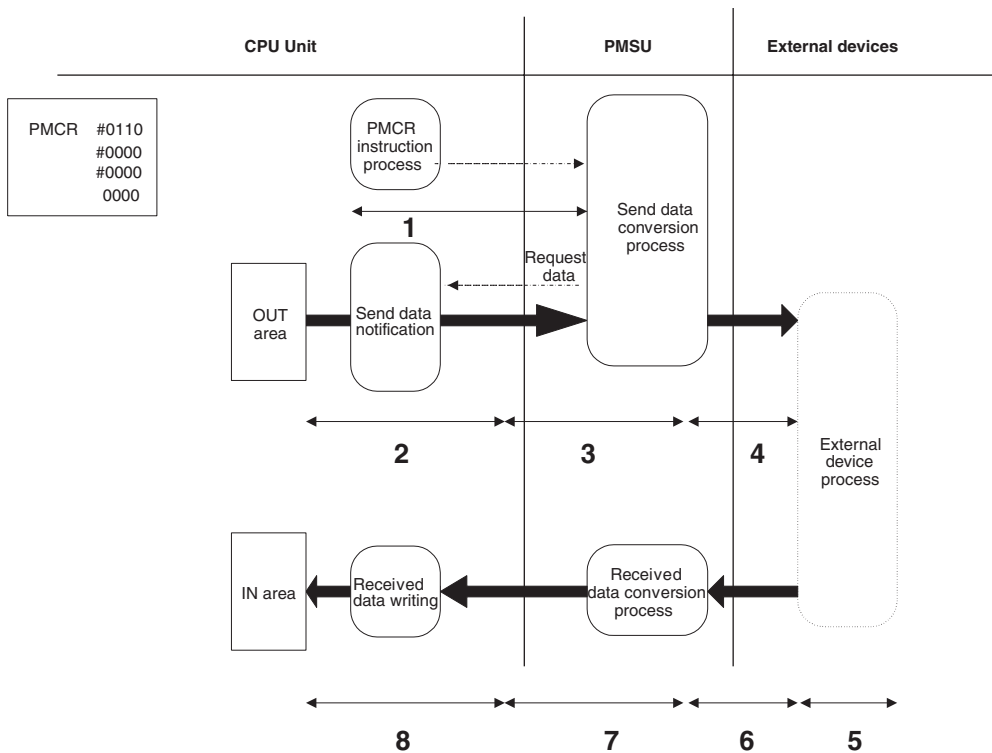 CPU Unit PMSU External devices
PMCR #0110
#0000
#0000
0000
PMCR
instruction
process
1
Send data
conversion
process
Request
data
OUT
area
Send data
notification
2 3 4
External
device
process
IN area
Received
data writing
Received
data conversion
process
8 7 6 5